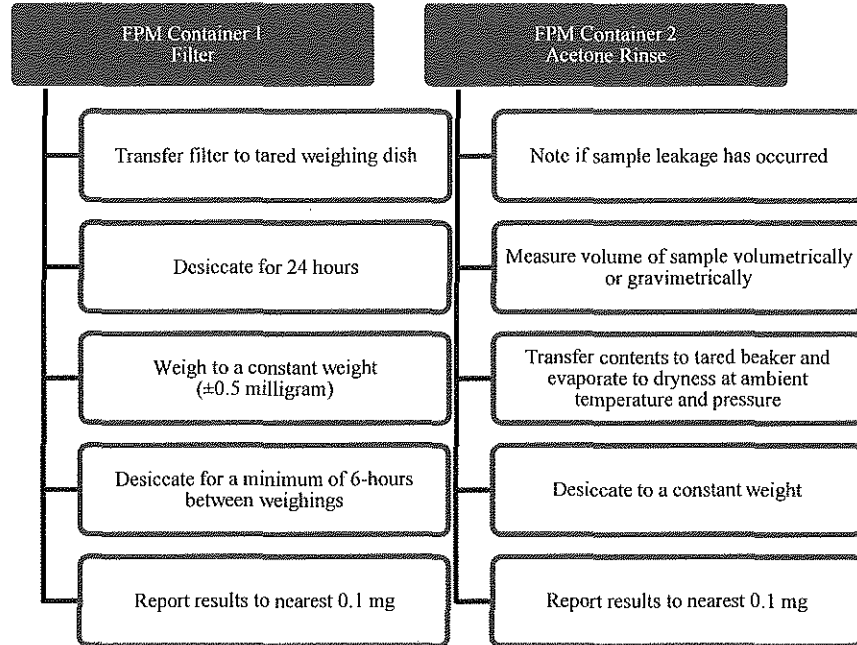 FPM Container 1
Filter
Transfer filter to tared weighing dish
Desiccate for 24 hours
Weigh to a constant weight
(±0.5 milligram)
Desiccate for a minimum of 6-hours
between weighings
Report results to nearest 0.1 mg
FPM Container 2
Acetone Rinse
Note if sample leakage has occurred
Measure volume of sample volumetrically
or gravimetrically
Transfer contents to tared beaker and
evaporate to dryness at ambient
temperature and pressure
Desiccate to a constant weight
Report results to nearest 0.1 mg